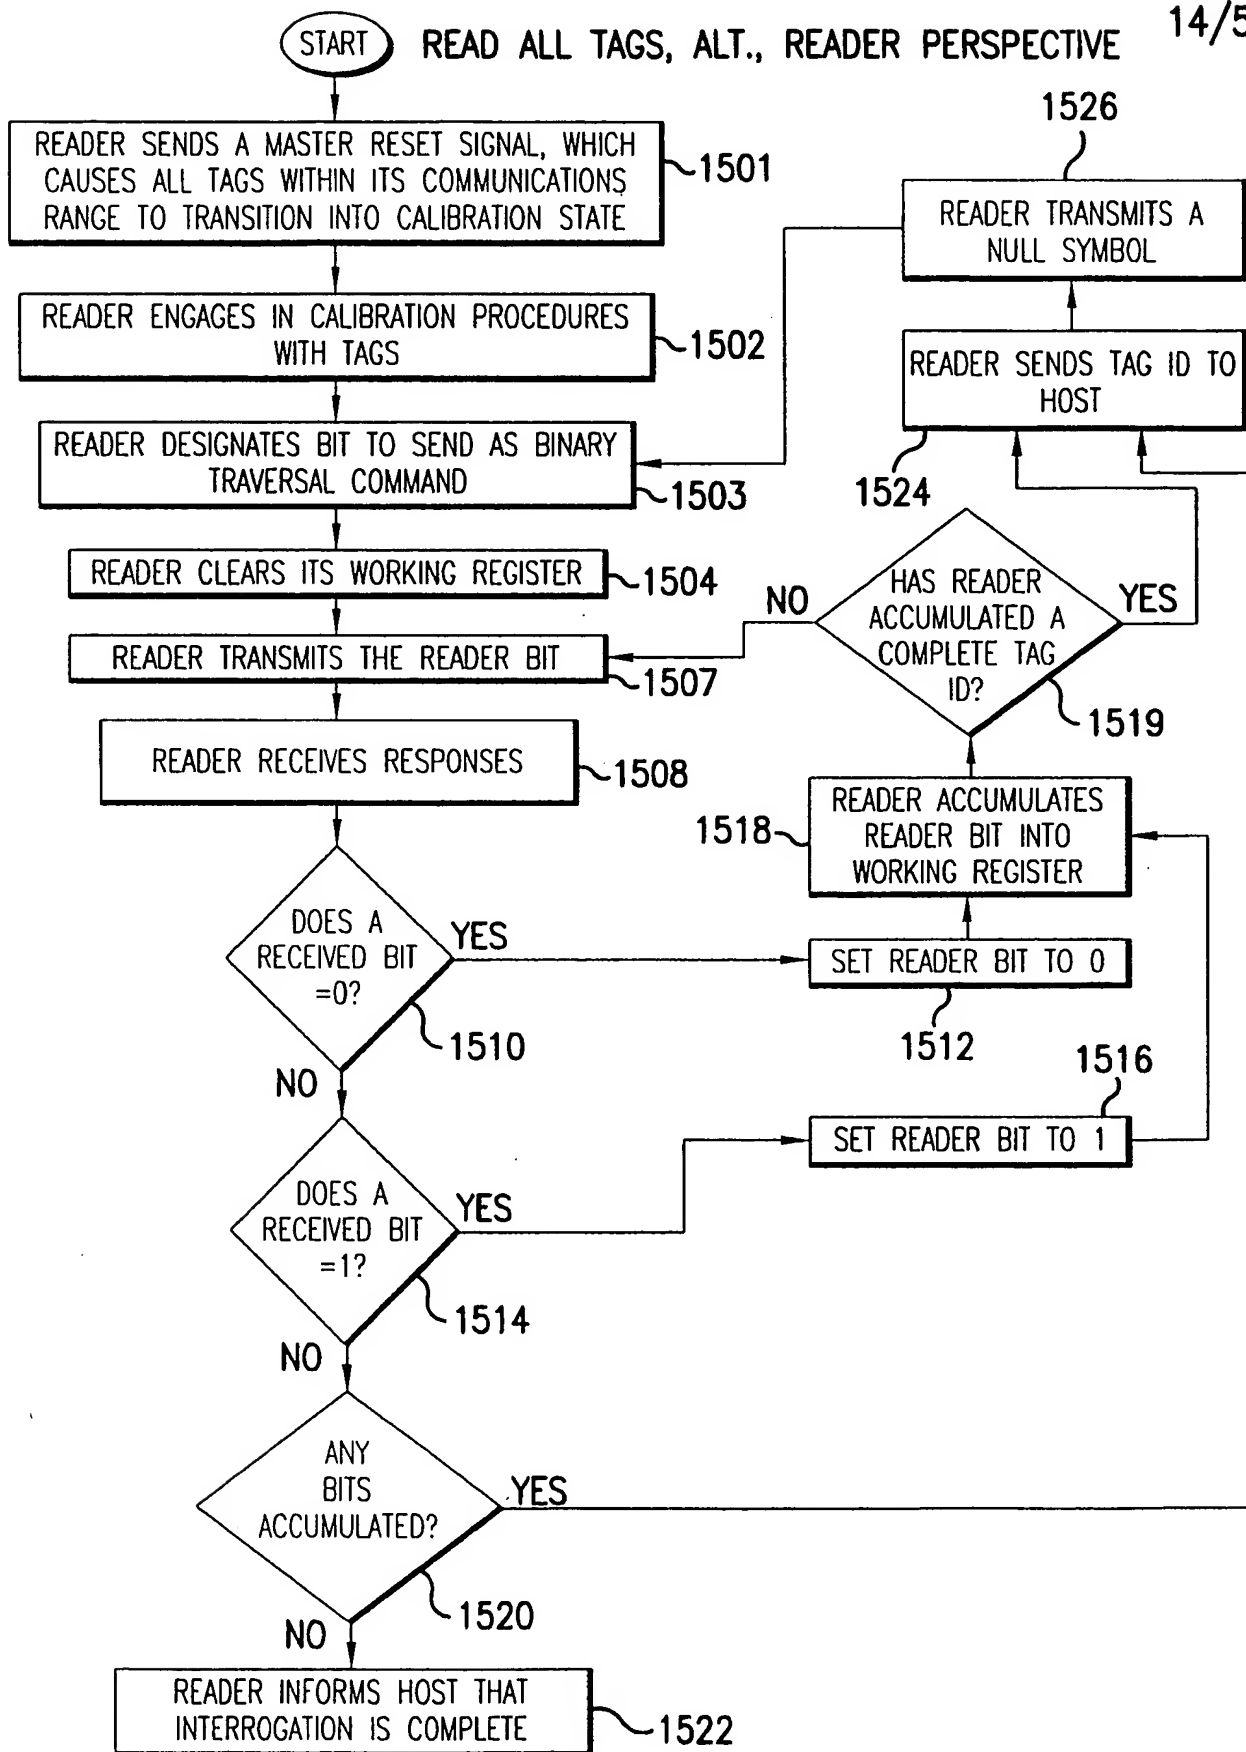 14/5
START
READ ALL TAGS, ALT., READER PERSPECTIVE
READER SENDS A MASTER RESET SIGNAL, WHICH
CAUSES ALL TAGS WITHIN ITS COMMUNICATIONS
RANGE TO TRANSITION INTO CALIBRATION STATE
1501
READER ENGAGES IN CALIBRATION PROCEDURES
WITH TAGS
1502
READER DESIGNATES BIT TO SEND AS BINARY
TRAVERSAL COMMAND
1503
READER CLEARS ITS WORKING REGISTER
1504
READER TRANSMITS THE READER BIT
1507
READER RECEIVES RESPONSES
1508
DOES A
RECEIVED BIT
=0?
YES
1510
NO
DOES A
RECEIVED BIT
=1?
YES
1514
NO
ANY
BITS
ACCUMULATED?
YES
1520
NO
READER INFORMS HOST THAT
INTERROGATION IS COMPLETE
1522
1526
READER TRANSMITS A
NULL SYMBOL
READER SENDS TAG ID TO
HOST
1524
HAS READER
ACCUMULATED A
COMPLETE TAG
ID?
NO
YES
1519
READER ACCUMULATES
READER BIT INTO
WORKING REGISTER
1518
SET READER BIT TO 0
1512
1516
SET READER BIT TO 1